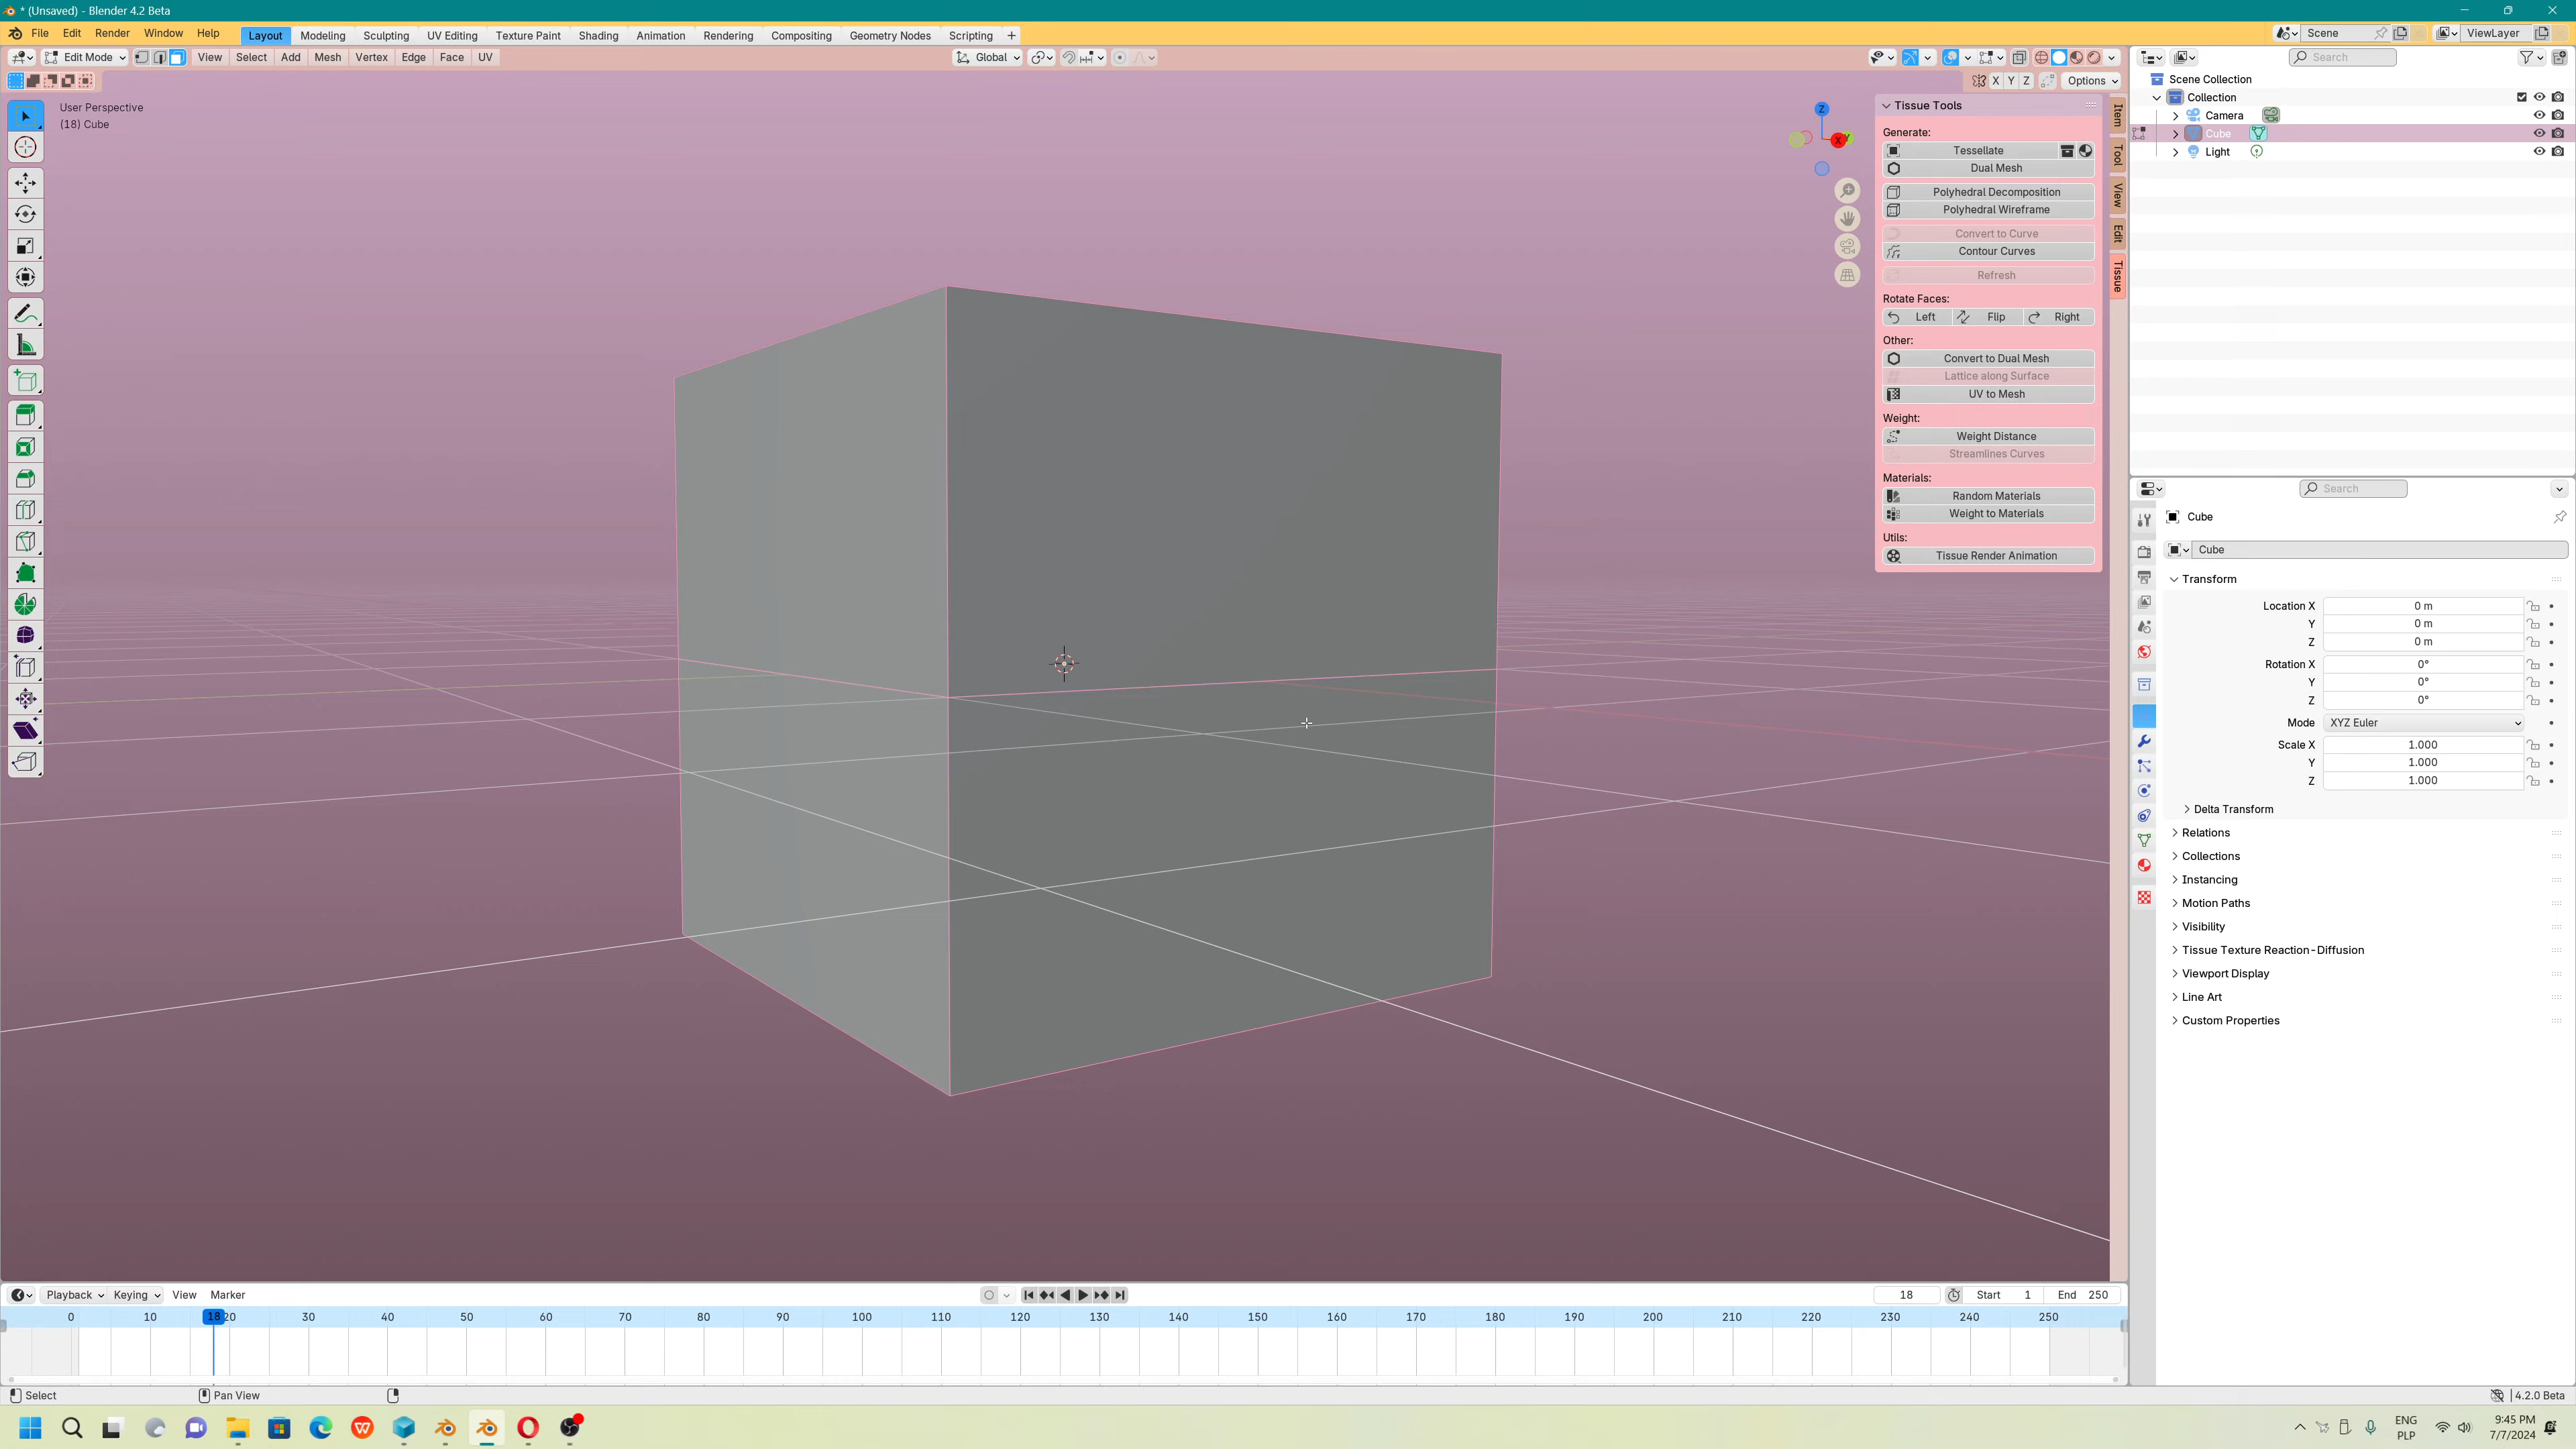 * (Unsaved) - Blender 4.2 Beta
File Edit Render Window Help Layout Modeling Sculpting UV Editing Texture Paint Shading Animation Rendering Compositing Geometry Nodes Scripting + Scene ViewLayer
Edit Mode View Select Add Mesh Vertex Edge Face UV Global Search
X Y Z Options
Scene Collection
Collection
Camera
Cube
Light
User Perspective
(18) Cube
Z
X
Y
Tissue Tools
Generate:
Tessellate
Dual Mesh
Polyhedral Decomposition
Polyhedral Wireframe
Convert to Curve
Contour Curves
Refresh
Rotate Faces:
Left Flip Right
Other:
Convert to Dual Mesh
Lattice along Surface
UV to Mesh
Weight:
Weight Distance
Streamlines Curves
Materials:
Random Materials
Weight to Materials
Utils:
Tissue Render Animation
Item
Tool
View
Edit
Tissue
Search
Cube
Cube
Transform
Location X 0 m
Y 0 m
Z 0 m
Rotation X 0°
Y 0°
Z 0°
Mode XYZ Euler
Scale X 1.000
Y 1.000
Z 1.000
Delta Transform
Relations
Collections
Instancing
Motion Paths
Visibility
Tissue Texture Reaction-Diffusion
Viewport Display
Line Art
Custom Properties
Playback Keying View Marker 18 Start 1 End 250
0 10 18 20 30 40 50 60 70 80 90 100 110 120 130 140 150 160 170 180 190 200 210 220 230 240 250
Select Pan View 4.2.0 Beta
ENG
PLP
9:45 PM
7/7/2024